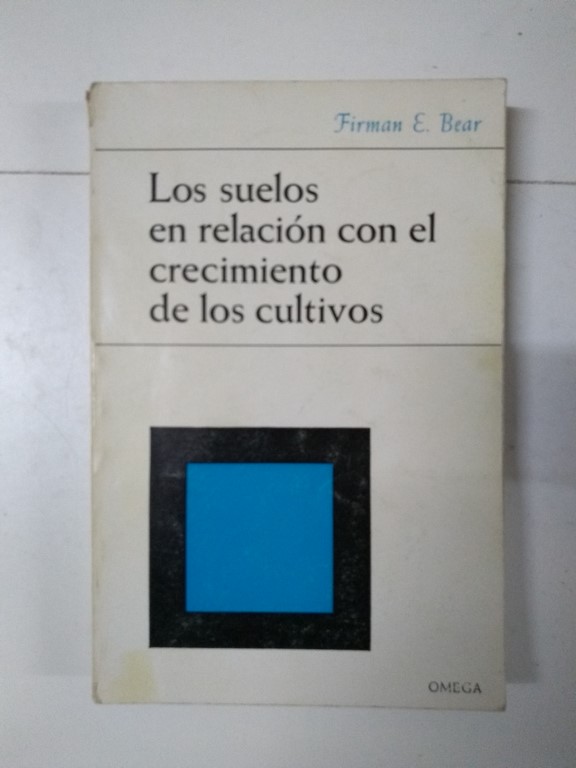 Firman E. Bear
Los suelos
en relación con el
crecimiento
de los cultivos
OMEGA